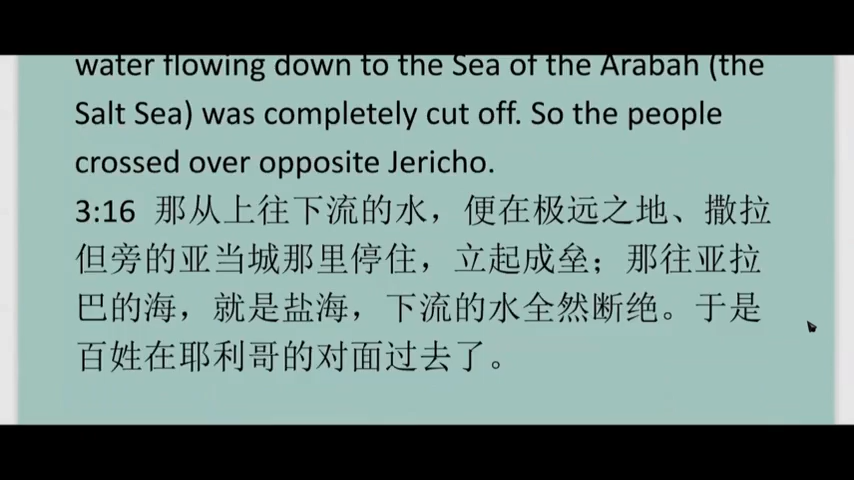 water flowing down to the Sea of the Arabah (the
Salt Sea) was completely cut off. So the people
crossed over opposite Jericho.
3:16 那从上往下流的水，便在极远之地、撒拉
但旁的亚当城那里停住，立起成垒；那往亚拉
巴的海，就是盐海，下流的水全然断绝。于是
百姓在耶利哥的对面过去了。